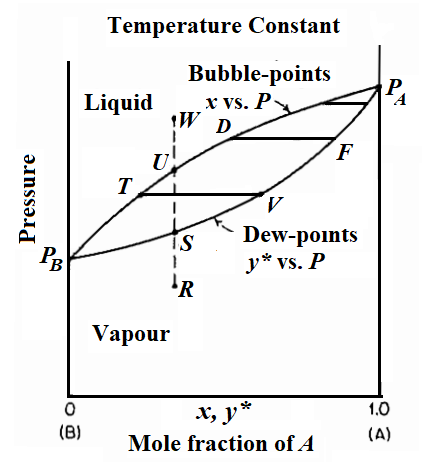 Temperature Constant
Bubble-points
x vs. P
Liquid
W
P_A
D
F
U
T
V
Pressure
S
Dew-points
y* vs. P
P_B
R
Vapour
0
x, y*
1.0
(B)
(A)
Mole fraction of A